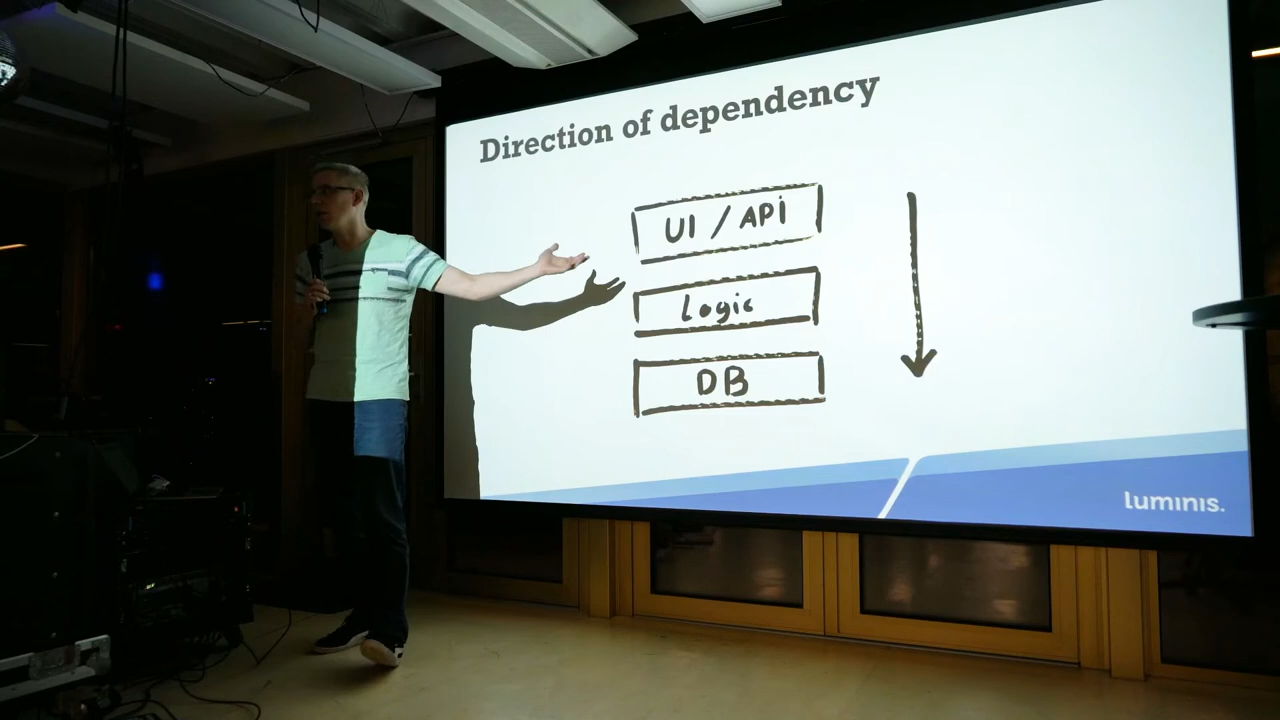 Direction of dependency
UI / API
Logic
DB
luminis.